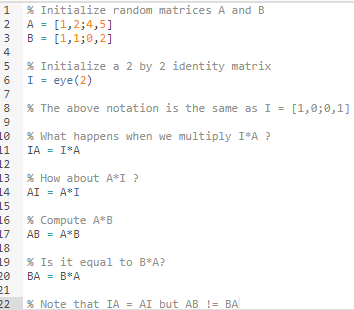 1 % Initialize random matrices A and B
2 A = [1,2;4,5]
3 B = [1,1;0,2]
4
5 % Initialize a 2 by 2 identity matrix
6 I = eye(2)
7
8 % The above notation is the same as I = [1,0;0,1]
9
10 % What happens when we multiply I*A ?
11 IA = I*A
12
13 % How about A*I ?
14 AI = A*I
15
16 % Compute A*B
17 AB = A*B
18
19 % Is it equal to B*A?
20 BA = B*A
21
22 % Note that IA = AI but AB != BA